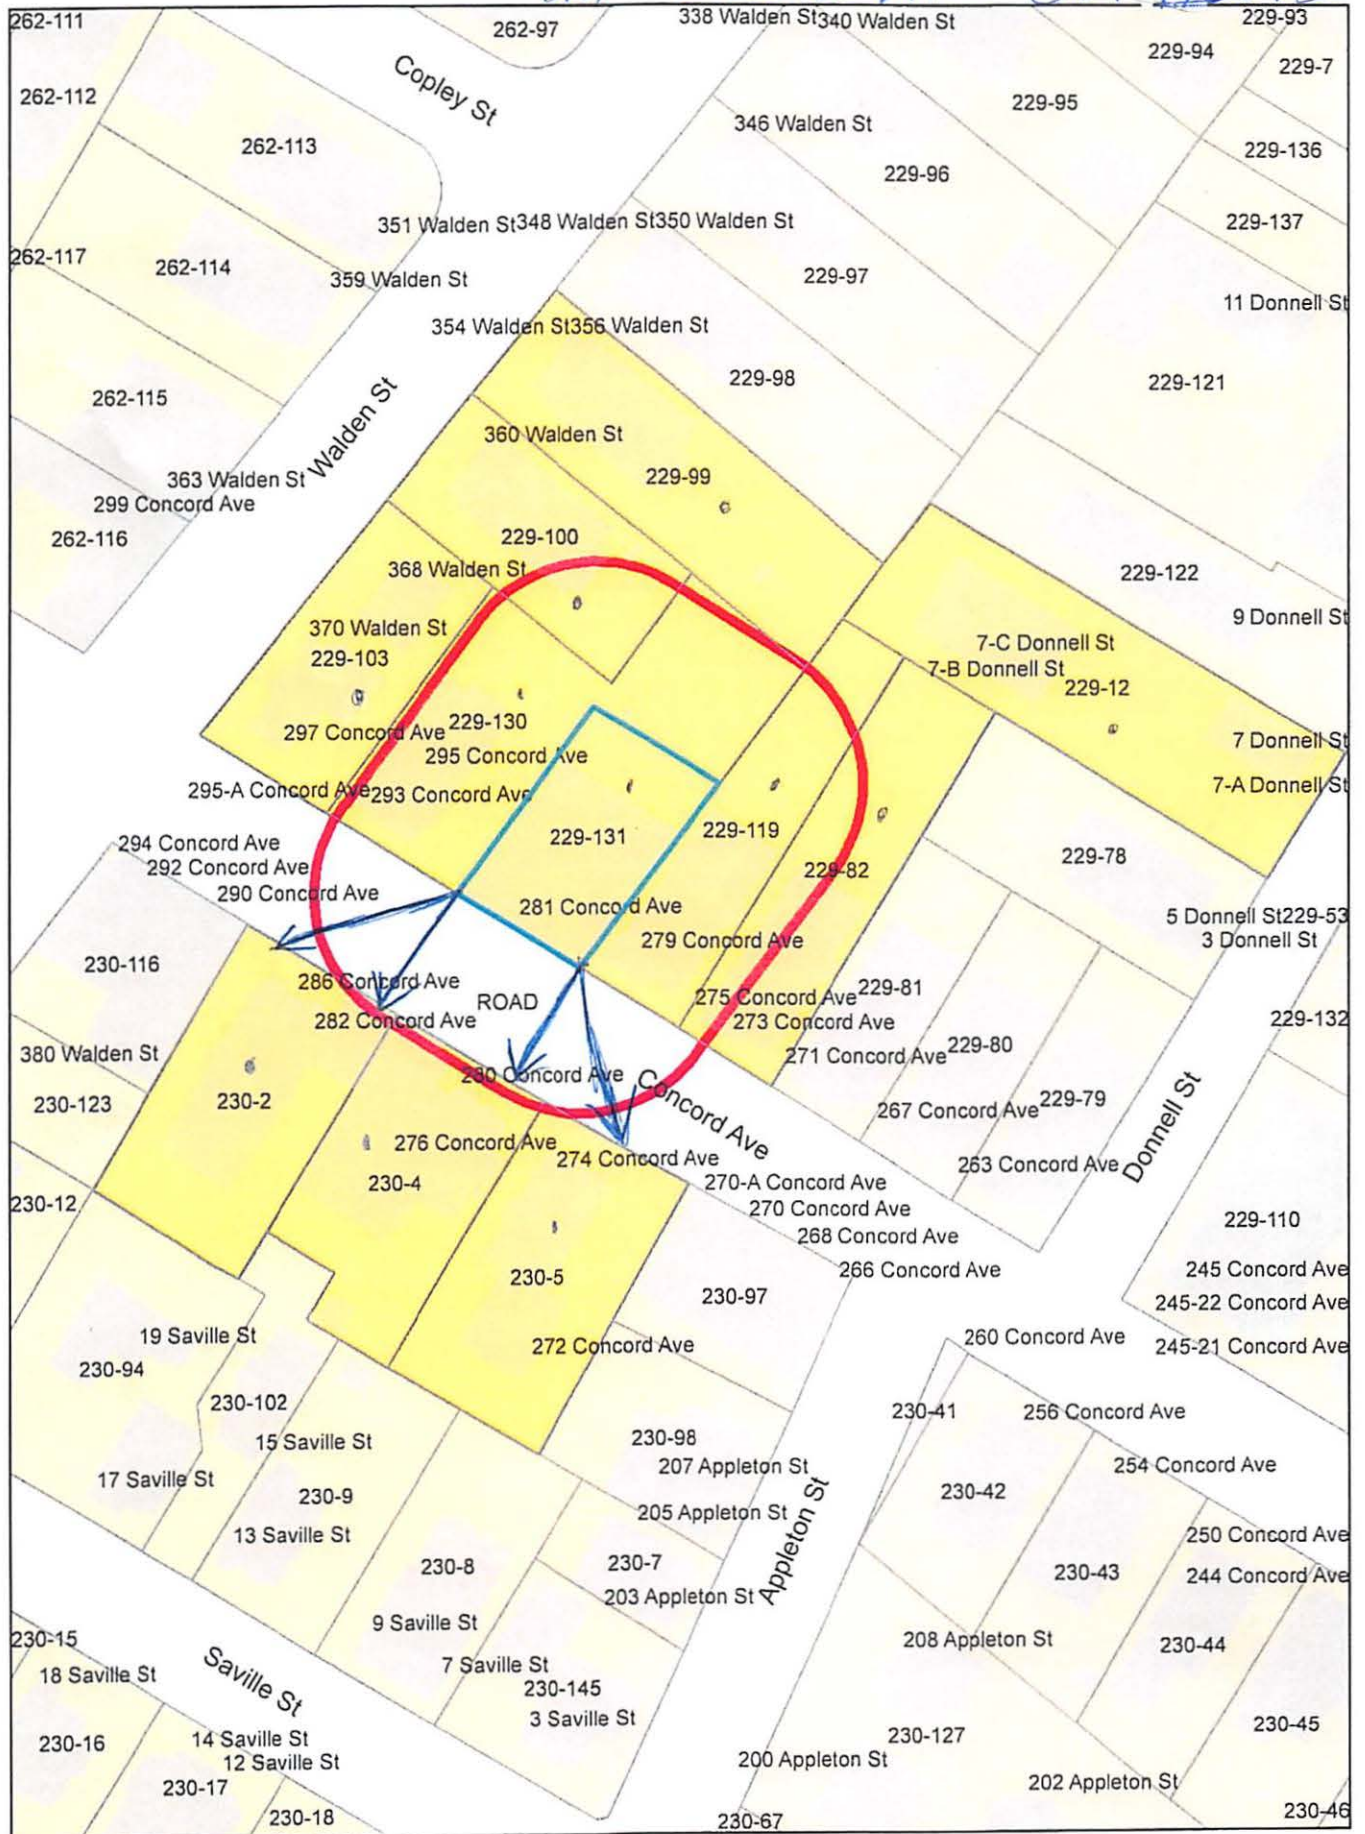 262-111
262-97
338 Walden St340 Walden St
229-93
229-94
229-7
262-112
Copley St
229-95
346 Walden St
262-113
229-136
229-96
351 Walden St348 Walden St350 Walden St
229-137
262-117
262-114
359 Walden St
229-97
11 Donnell St
354 Walden St356 Walden St
229-98
229-121
262-115
Walden St
360 Walden St
363 Walden St
229-99
299 Concord Ave
262-116
229-100
368 Walden St
229-122
9 Donnell St
370 Walden St
229-103
7-C Donnell St
7-B Donnell St
229-12
297 Concord Ave
229-130
7 Donnell St
295 Concord Ave
295-A Concord Ave
293 Concord Ave
7-A Donnell St
229-131
229-119
294 Concord Ave
292 Concord Ave
290 Concord Ave
229-78
229-82
281 Concord Ave
5 Donnell St229-53
279 Concord Ave
3 Donnell St
230-116
286 Concord Ave
ROAD
275 Concord Ave
229-81
282 Concord Ave
273 Concord Ave
229-132
380 Walden St
271 Concord Ave
229-80
230 Concord Ave
Concord Ave
230-123
230-2
267 Concord Ave
229-79
Donnell St
276 Concord Ave
274 Concord Ave
263 Concord Ave
230-4
270-A Concord Ave
230-12
270 Concord Ave
229-110
268 Concord Ave
266 Concord Ave
245 Concord Ave
230-5
230-97
245-22 Concord Ave
19 Saville St
272 Concord Ave
260 Concord Ave
245-21 Concord Ave
230-94
230-102
230-41
256 Concord Ave
15 Saville St
230-98
207 Appleton St
254 Concord Ave
17 Saville St
230-9
230-42
205 Appleton St
13 Saville St
Appleton St
250 Concord Ave
230-8
230-7
230-43
244 Concord Ave
203 Appleton St
9 Saville St
230-15
208 Appleton St
230-44
18 Saville St
Saville St
7 Saville St
230-145
3 Saville St
230-45
230-16
14 Saville St
12 Saville St
230-127
200 Appleton St
230-17
202 Appleton St
230-18
230-67
230-46